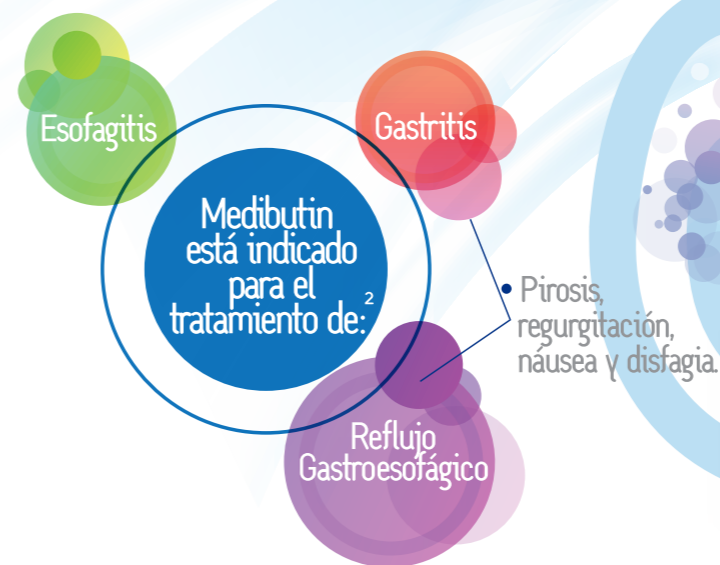 Esofagitis
Gastritis
Medibutin
está indicado
para el
tratamiento de:²
• Pirosis,
regurgitación,
náusea y disfagia.
Reflujo
Gastroesofágico